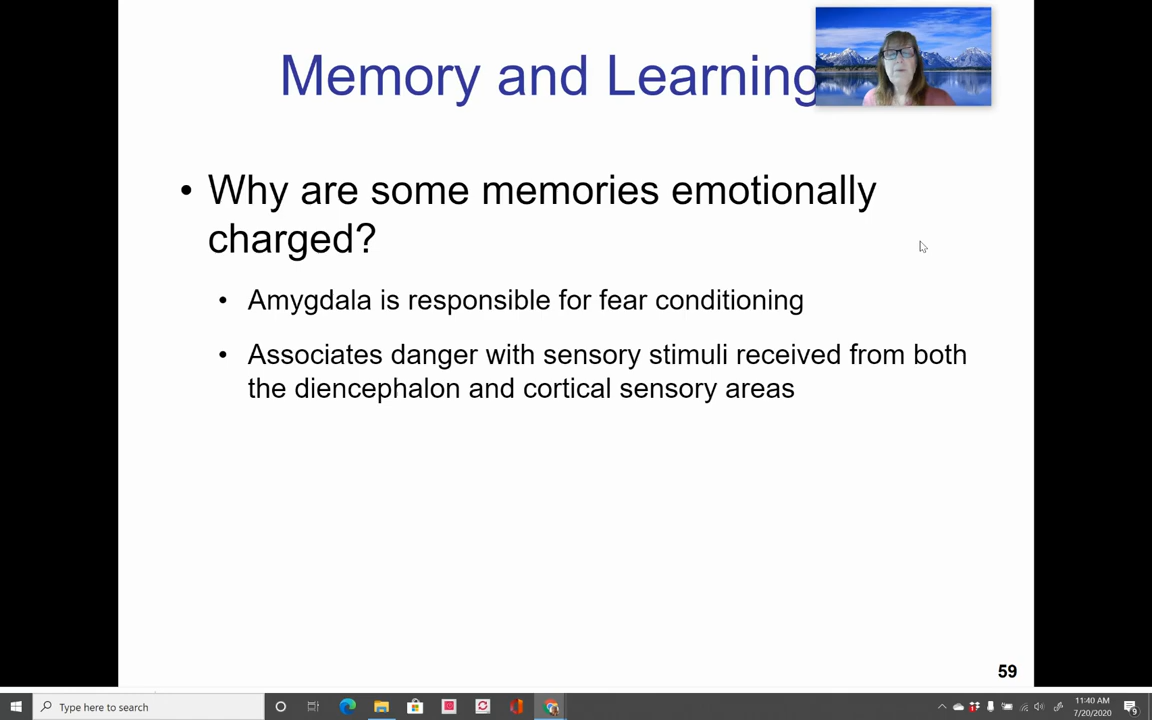 Memory and Learning
• Why are some memories emotionally
charged?
• Amygdala is responsible for fear conditioning
• Associates danger with sensory stimuli received from both
the diencephalon and cortical sensory areas
59
Type here to search
11:40 AM
7/20/2020
9